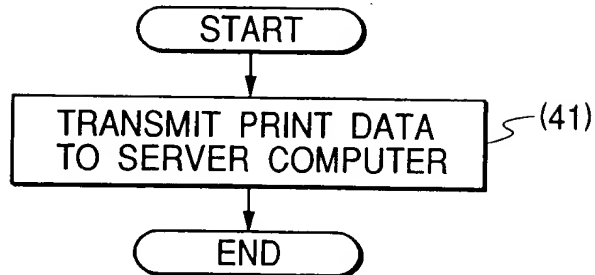 START
TRANSMIT PRINT DATA
TO SERVER COMPUTER
(41)
END